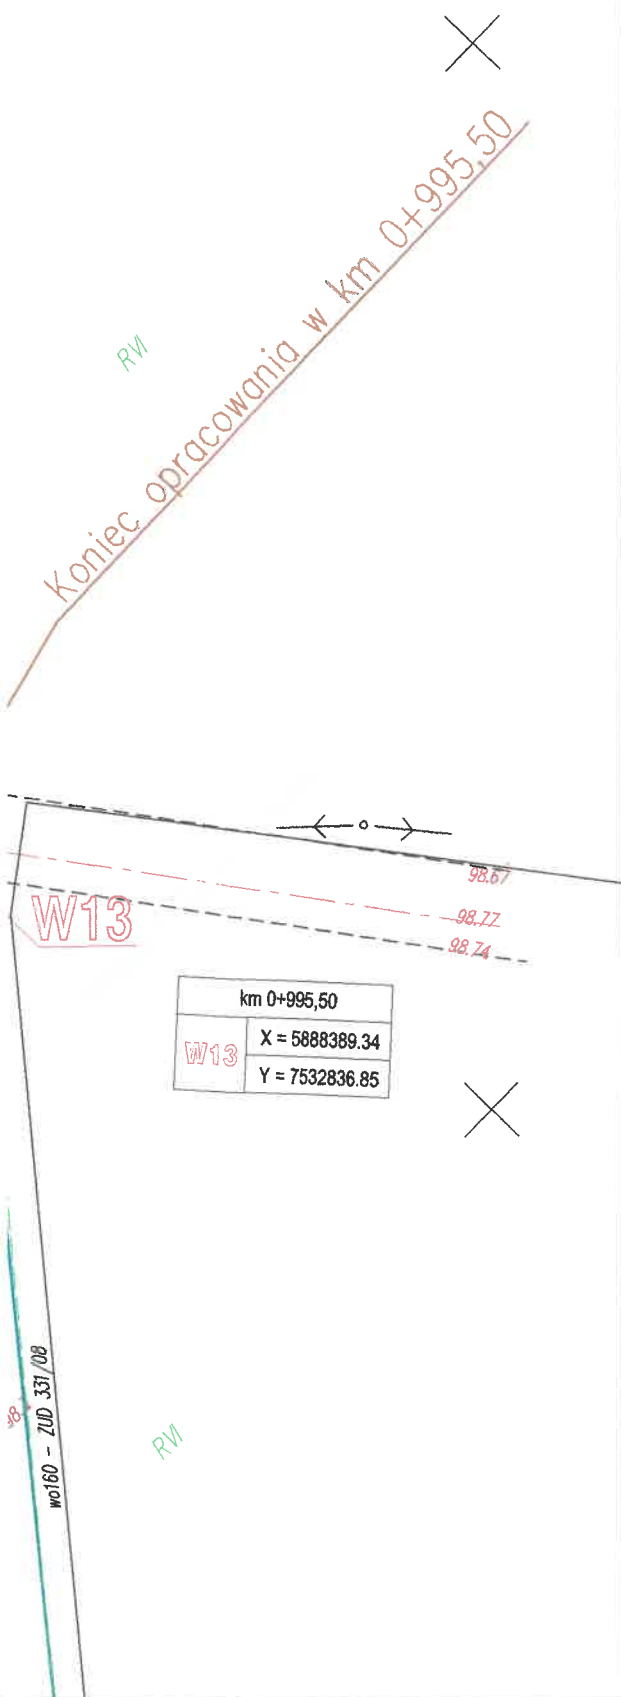 Koniec opracowania w km 0+995,50
RVI
98.67
98.77
98.74
W13
km 0+995,50
W13
X = 5888389.34
Y = 7532836.85
wo160 - ZUD 331/08
RVI